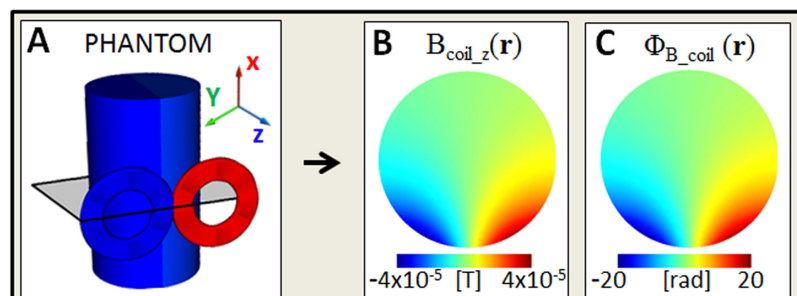 A PHANTOM
X
Y
Z
B B_coil_z(r)
-4x10^-5 [T] 4x10^-5
C Φ_B_coil (r)
-20 [rad] 20